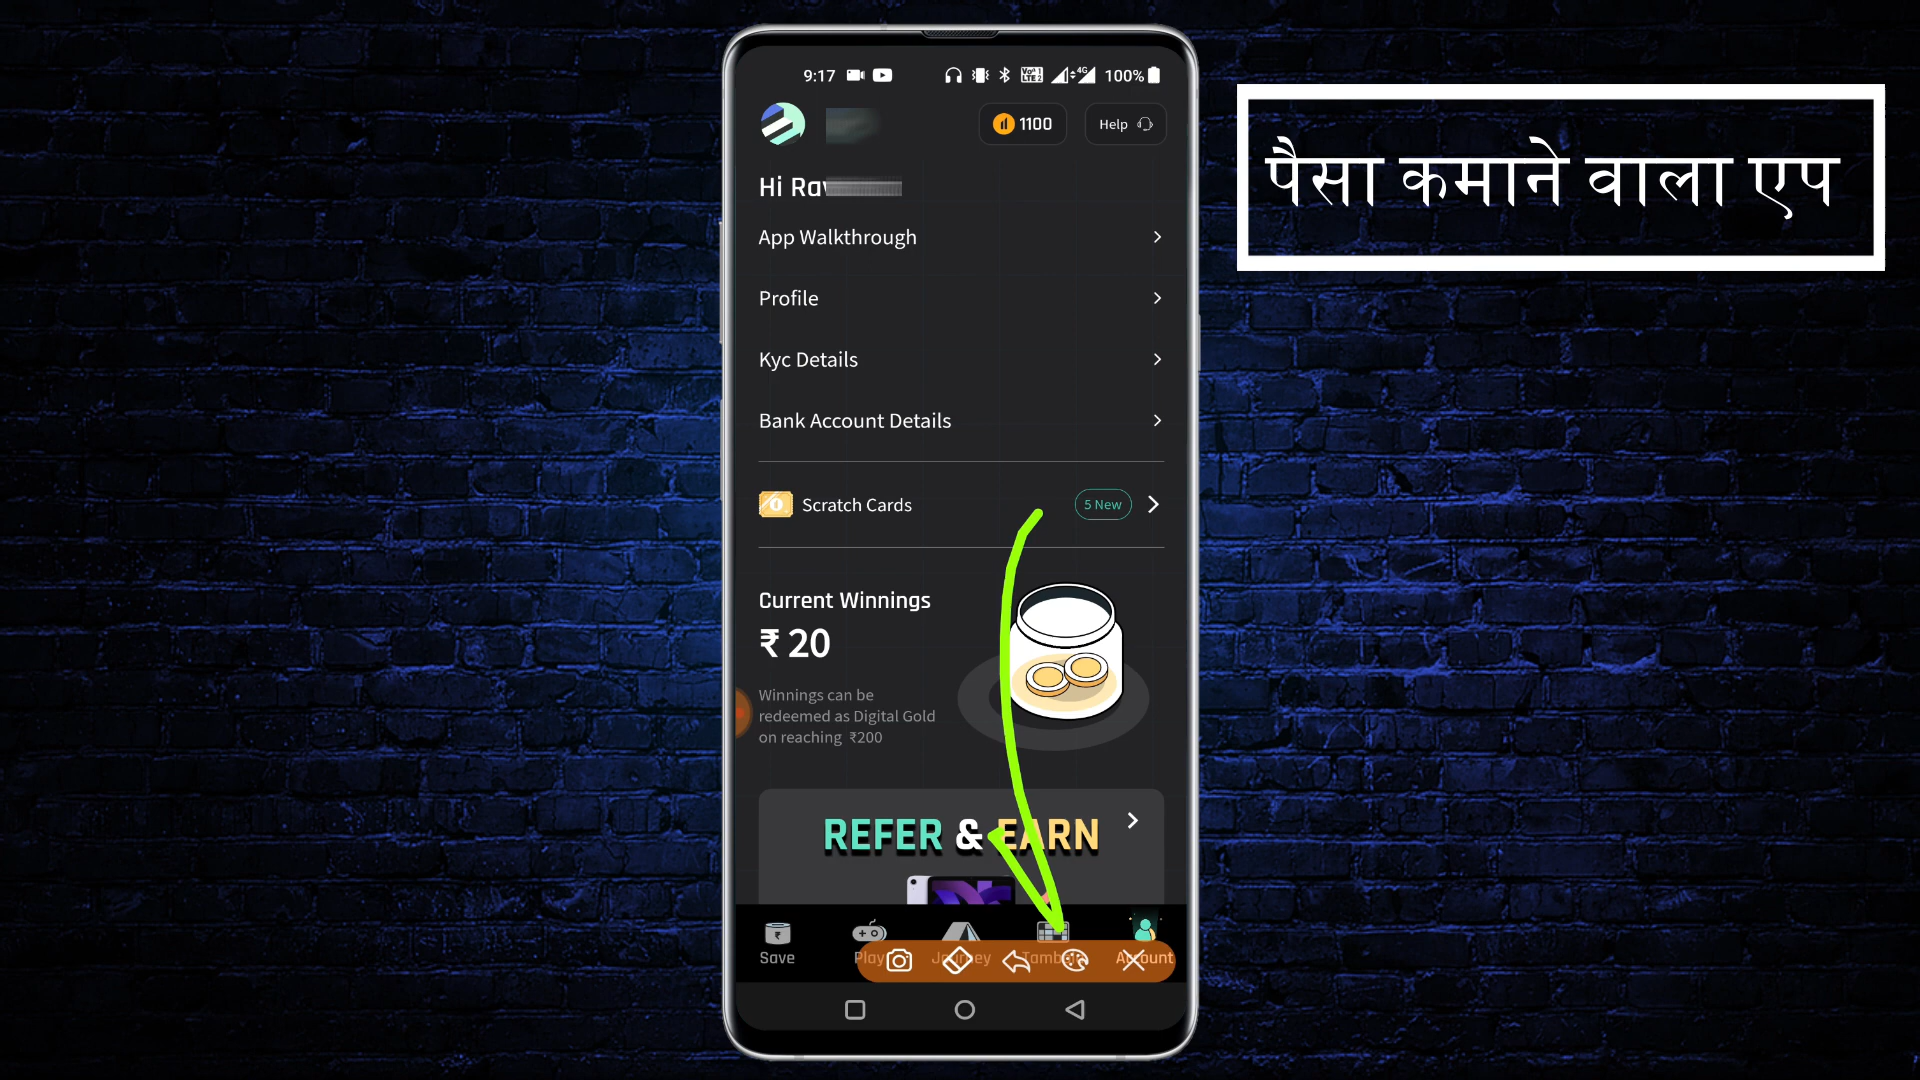 9:17
4G
100%
1100
Help
पैसा कमाने वाला एप
Hi Rav
App Walkthrough
Profile
Kyc Details
Bank Account Details
Scratch Cards
5 New
Current Winnings
₹ 20
Winnings can be
redeemed as Digital Gold
on reaching ₹200
REFER & EARN
Save
Play
Journey
Account